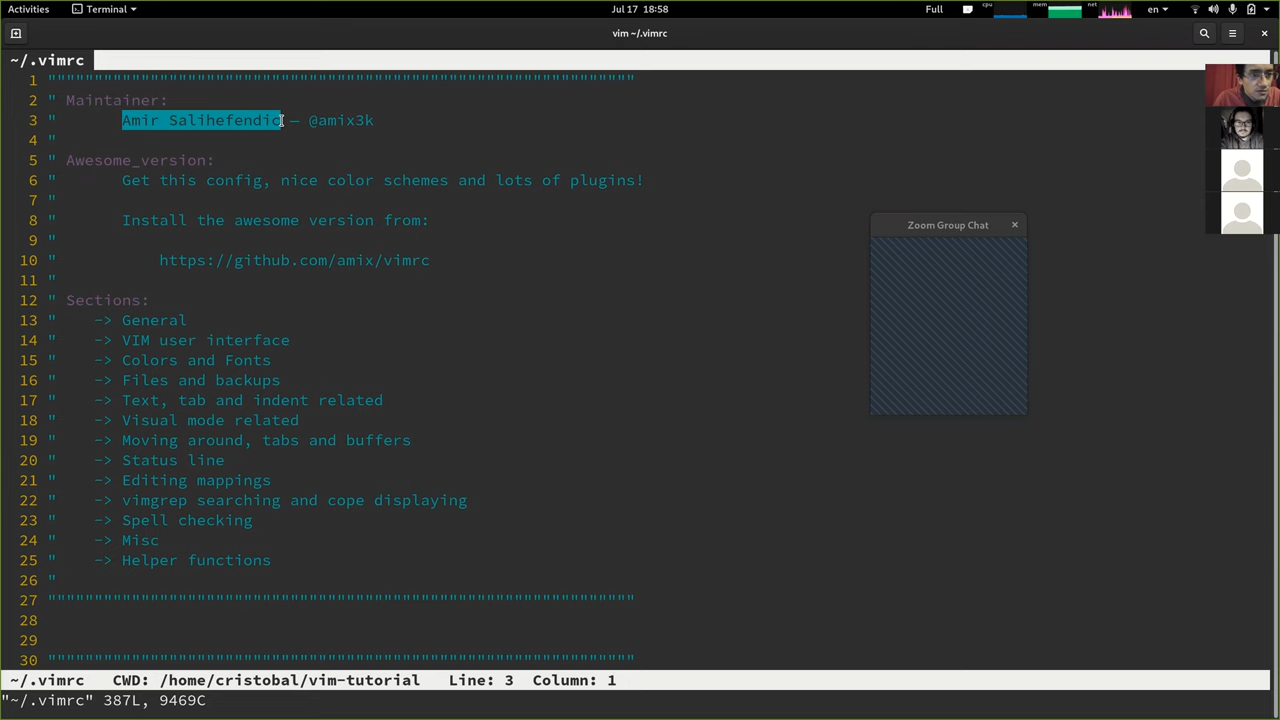 Activities Terminal Jul 17 18:58 Full cpu mem net en
vim ~/.vimrc
~/.vimrc
1 """""""""""""""""""""""""""""""""""""""""""""""""""""""""""""""
2 " Maintainer:
3 "       Amir Salihefendic — @amix3k
4 "
5 " Awesome_version:
6 "       Get this config, nice color schemes and lots of plugins!
7 "
8 "       Install the awesome version from:
9 "
10 "           https://github.com/amix/vimrc
11 "
12 " Sections:
13 "    -> General
14 "    -> VIM user interface
15 "    -> Colors and Fonts
16 "    -> Files and backups
17 "    -> Text, tab and indent related
18 "    -> Visual mode related
19 "    -> Moving around, tabs and buffers
20 "    -> Status line
21 "    -> Editing mappings
22 "    -> vimgrep searching and cope displaying
23 "    -> Spell checking
24 "    -> Misc
25 "    -> Helper functions
26 "
27 """""""""""""""""""""""""""""""""""""""""""""""""""""""""""""""
28
29
30 """""""""""""""""""""""""""""""""""""""""""""""""""""""""""""""
~/.vimrc   CWD: /home/cristobal/vim-tutorial   Line: 3  Column: 1
"~/.vimrc" 387L, 9469C
Zoom Group Chat